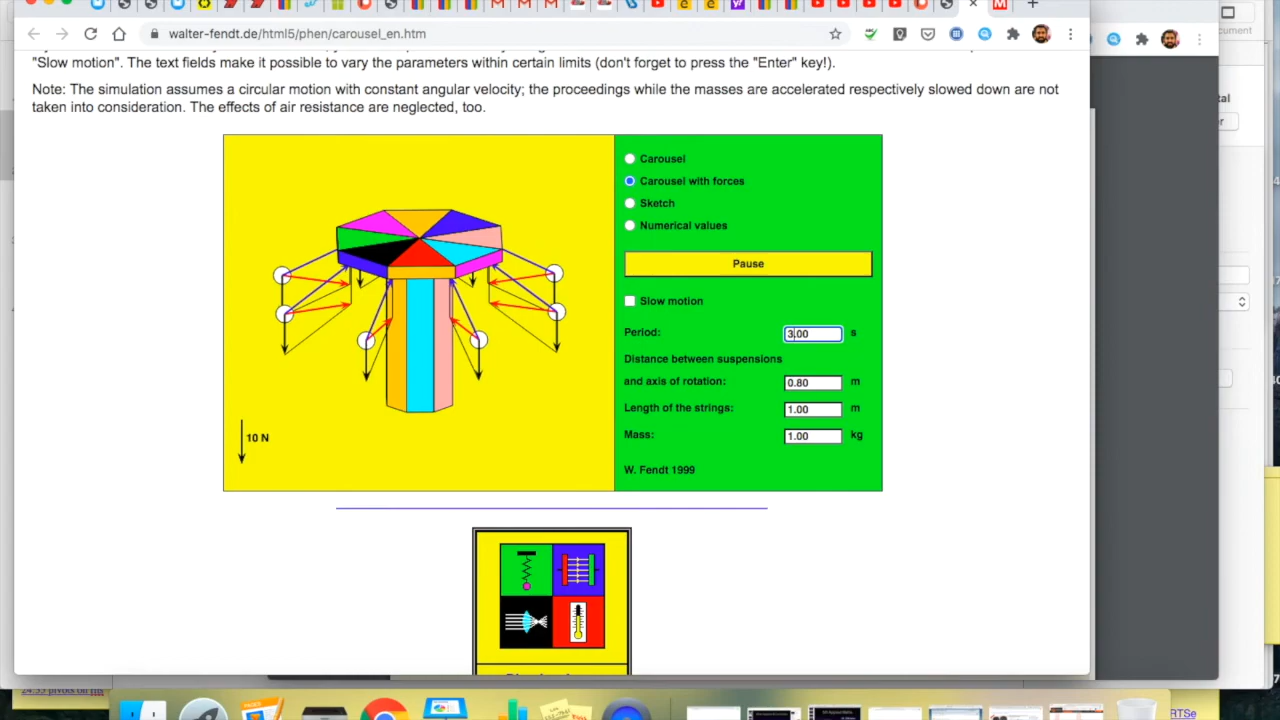 walter-fendt.de/html5/phen/carousel_en.htm
"Slow motion". The text fields make it possible to vary the parameters within certain limits (don't forget to press the "Enter" key!).
Note: The simulation assumes a circular motion with constant angular velocity; the proceedings while the masses are accelerated respectively slowed down are not
taken into consideration. The effects of air resistance are neglected, too.
Carousel
Carousel with forces
Sketch
Numerical values
Pause
Slow motion
Period: 3.00 s
Distance between suspensions
and axis of rotation: 0.80 m
Length of the strings: 1.00 m
Mass: 1.00 kg
W. Fendt 1999
10 N